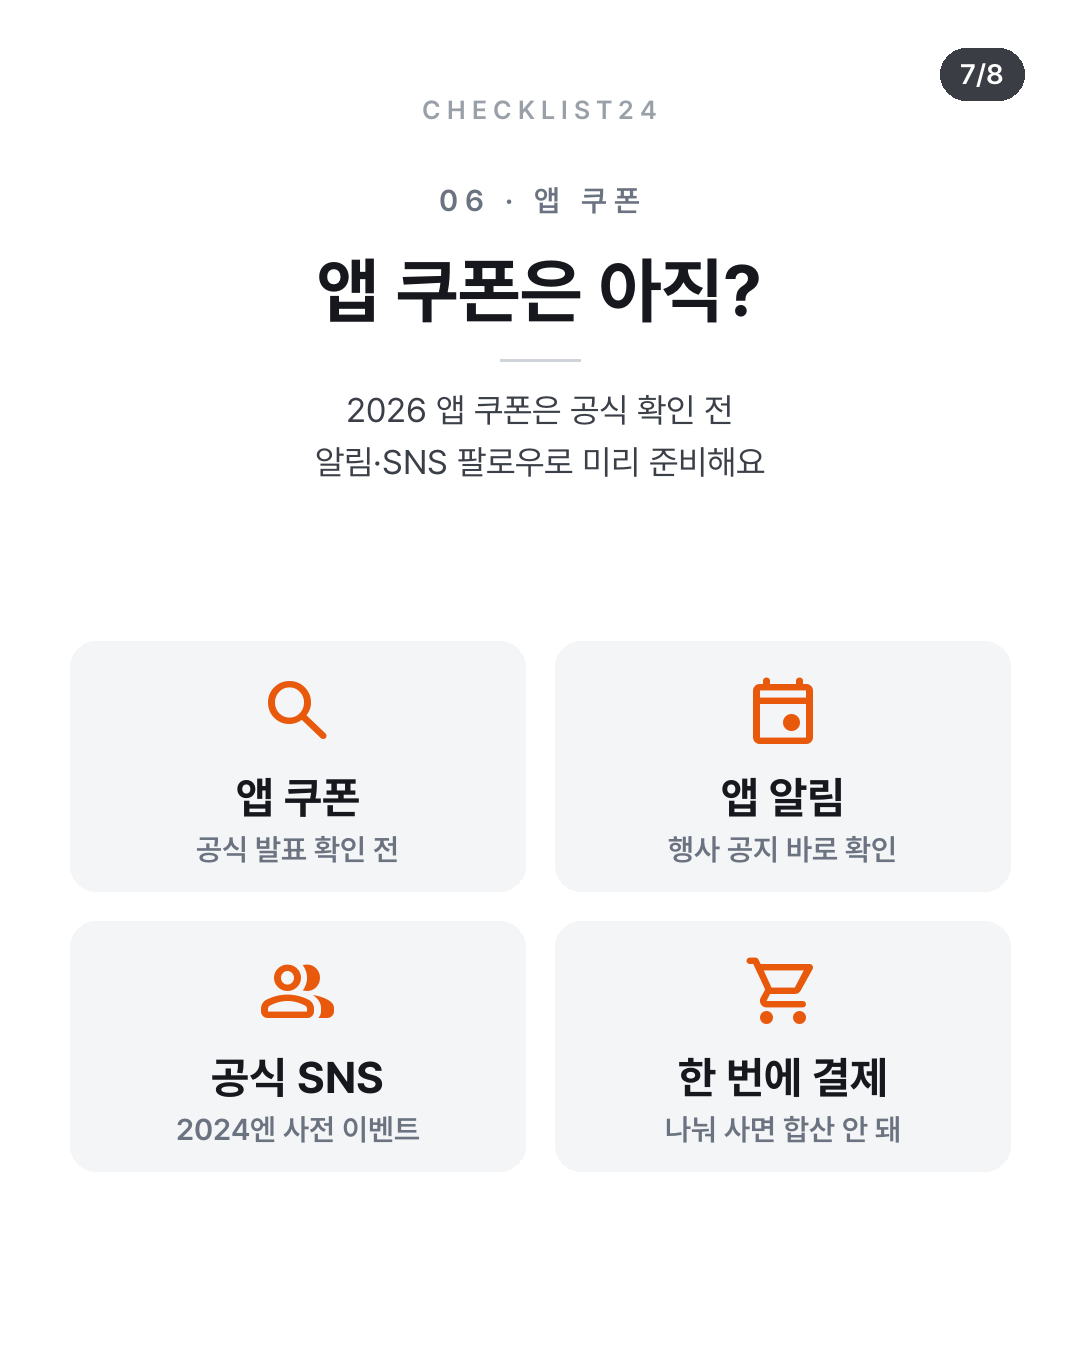 7/8
CHECKLIST24
06 · 앱 쿠폰
앱 쿠폰은 아직?
2026 앱 쿠폰은 공식 확인 전
알림·SNS 팔로우로 미리 준비해요
앱 쿠폰
공식 발표 확인 전
앱 알림
행사 공지 바로 확인
공식 SNS
2024엔 사전 이벤트
한 번에 결제
나눠 사면 합산 안 돼